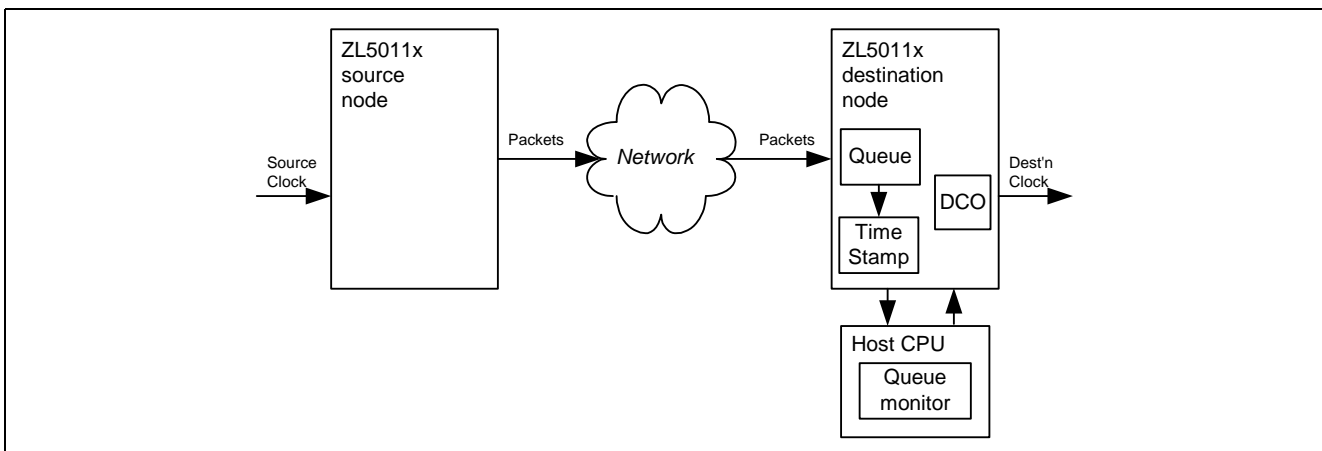 ZL5011x
source
node
Source
Clock
Packets
Network
Packets
ZL5011x
destination
node
Queue
Time
Stamp
DCO
Dest'n
Clock
Host CPU
Queue
monitor